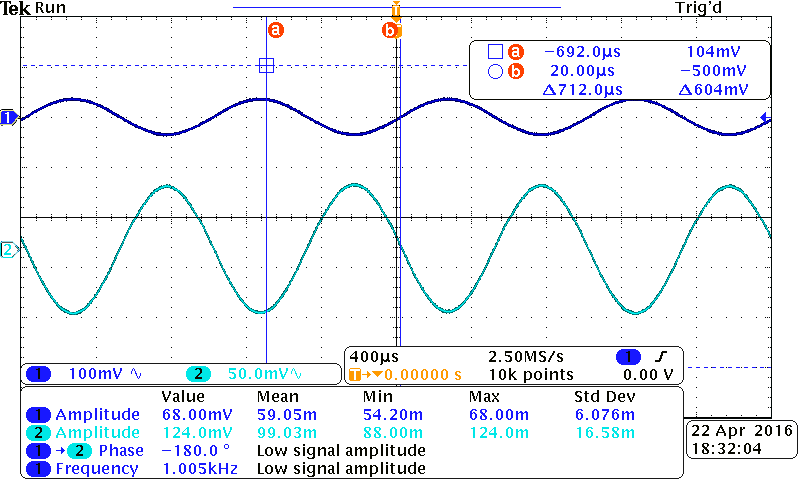 Tek Run Trig'd
T
a b
a −692.0µs 104mV
b 20.00µs −500mV
Δ712.0µs Δ604mV
1
2
1 100mV 2 50.0mV
400µs 2.50MS/s 1
T 0.00000 s 10k points 0.00 V
Value Mean Min Max Std Dev
1 Amplitude 68.00mV 59.05m 54.20m 68.00m 6.076m
2 Amplitude 124.0mV 99.03m 88.00m 124.0m 16.58m
1 → 2 Phase −180.0 ° Low signal amplitude
1 Frequency 1.005kHz Low signal amplitude
22 Apr 2016
18:32:04